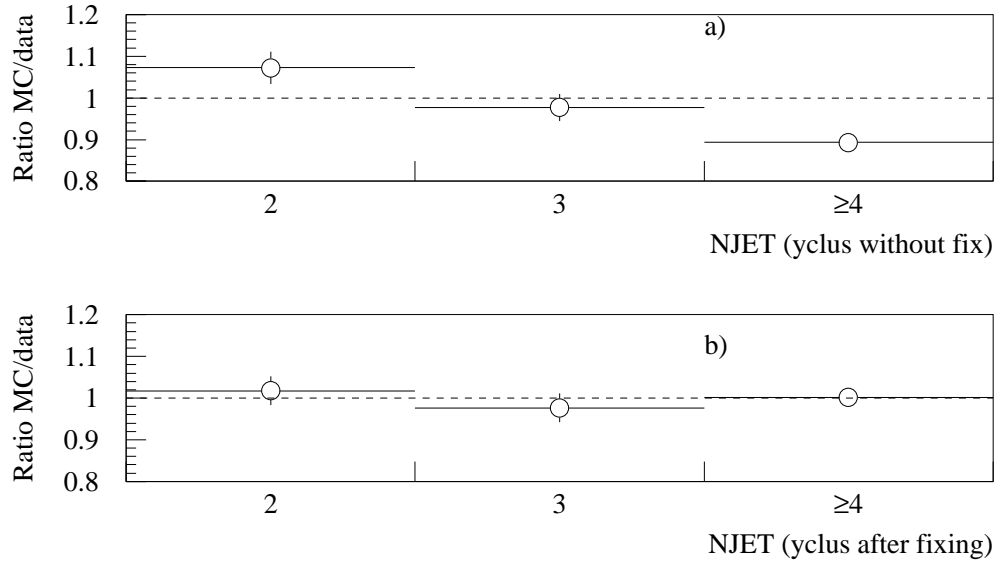 Ratio MC/data
1.2
1.1
1
0.9
0.8
a)
2
3
≥4
NJET (yclus without fix)
Ratio MC/data
1.2
1.1
1
0.9
0.8
b)
2
3
≥4
NJET (yclus after fixing)